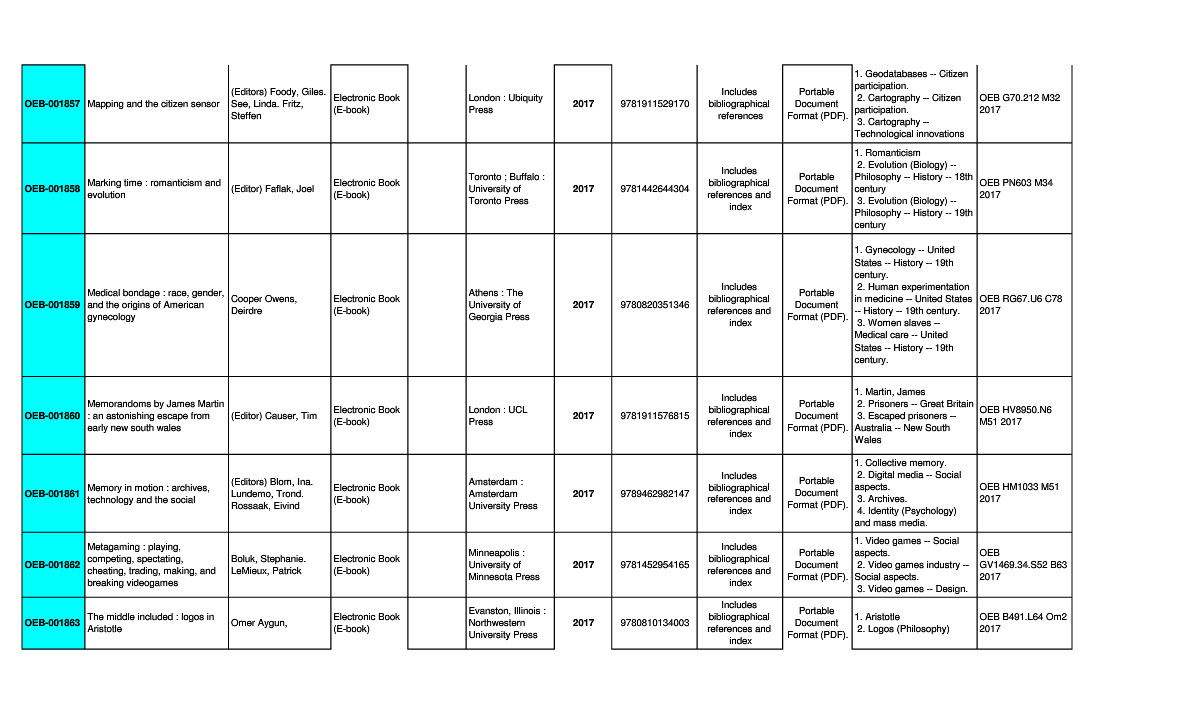 OEB-001857
Mapping and the citizen sensor
(Editors) Foody, Giles.
See, Linda. Fritz,
Steffen
Electronic Book
(E-book)
London : Ubiquity
Press
2017
9781911529170
Includes
bibliographical
references
Portable
Document
Format (PDF).
1. Geodatabases -- Citizen
participation.
2. Cartography -- Citizen
participation.
3. Cartography --
Technological innovations
OEB G70.212 M32
2017
OEB-001858
Marking time : romanticism and
evolution
(Editor) Faflak, Joel
Electronic Book
(E-book)
Toronto ; Buffalo :
University of
Toronto Press
2017
9781442644304
Includes
bibliographical
references and
index
Portable
Document
Format (PDF).
1. Romanticism
2. Evolution (Biology) --
Philosophy -- History -- 18th
century
3. Evolution (Biology) --
Philosophy -- History -- 19th
century
OEB PN603 M34
2017
OEB-001859
Medical bondage : race, gender,
and the origins of American
gynecology
Cooper Owens,
Deirdre
Electronic Book
(E-book)
Athens : The
University of
Georgia Press
2017
9780820351346
Includes
bibliographical
references and
index
Portable
Document
Format (PDF).
1. Gynecology -- United
States -- History -- 19th
century.
2. Human experimentation
in medicine -- United States
-- History -- 19th century.
3. Women slaves --
Medical care -- United
States -- History -- 19th
century.
OEB RG67.U6 C78
2017
OEB-001860
Memorandoms by James Martin
: an astonishing escape from
early new south wales
(Editor) Causer, Tim
Electronic Book
(E-book)
London : UCL
Press
2017
9781911576815
Includes
bibliographical
references and
index
Portable
Document
Format (PDF).
1. Martin, James
2. Prisoners -- Great Britain
3. Escaped prisoners --
Australia -- New South
Wales
OEB HV8950.N6
M51 2017
OEB-001861
Memory in motion : archives,
technology and the social
(Editors) Blom, Ina.
Lundemo, Trond.
Rossaak, Eivind
Electronic Book
(E-book)
Amsterdam :
Amsterdam
University Press
2017
9789462982147
Includes
bibliographical
references and
index
Portable
Document
Format (PDF).
1. Collective memory.
2. Digital media -- Social
aspects.
3. Archives.
4. Identity (Psychology)
and mass media.
OEB HM1033 M51
2017
OEB-001862
Metagaming : playing,
competing, spectating,
cheating, trading, making, and
breaking videogames
Boluk, Stephanie.
LeMieux, Patrick
Electronic Book
(E-book)
Minneapolis :
University of
Minnesota Press
2017
9781452954165
Includes
bibliographical
references and
index
Portable
Document
Format (PDF).
1. Video games -- Social
aspects.
2. Video games industry --
Social aspects.
3. Video games -- Design.
OEB
GV1469.34.S52 B63
2017
OEB-001863
The middle included : logos in
Aristotle
Omer Aygun,
Electronic Book
(E-book)
Evanston, Illinois :
Northwestern
University Press
2017
9780810134003
Includes
bibliographical
references and
index
Portable
Document
Format (PDF).
1. Aristotle
2. Logos (Philosophy)
OEB B491.L64 Om2
2017